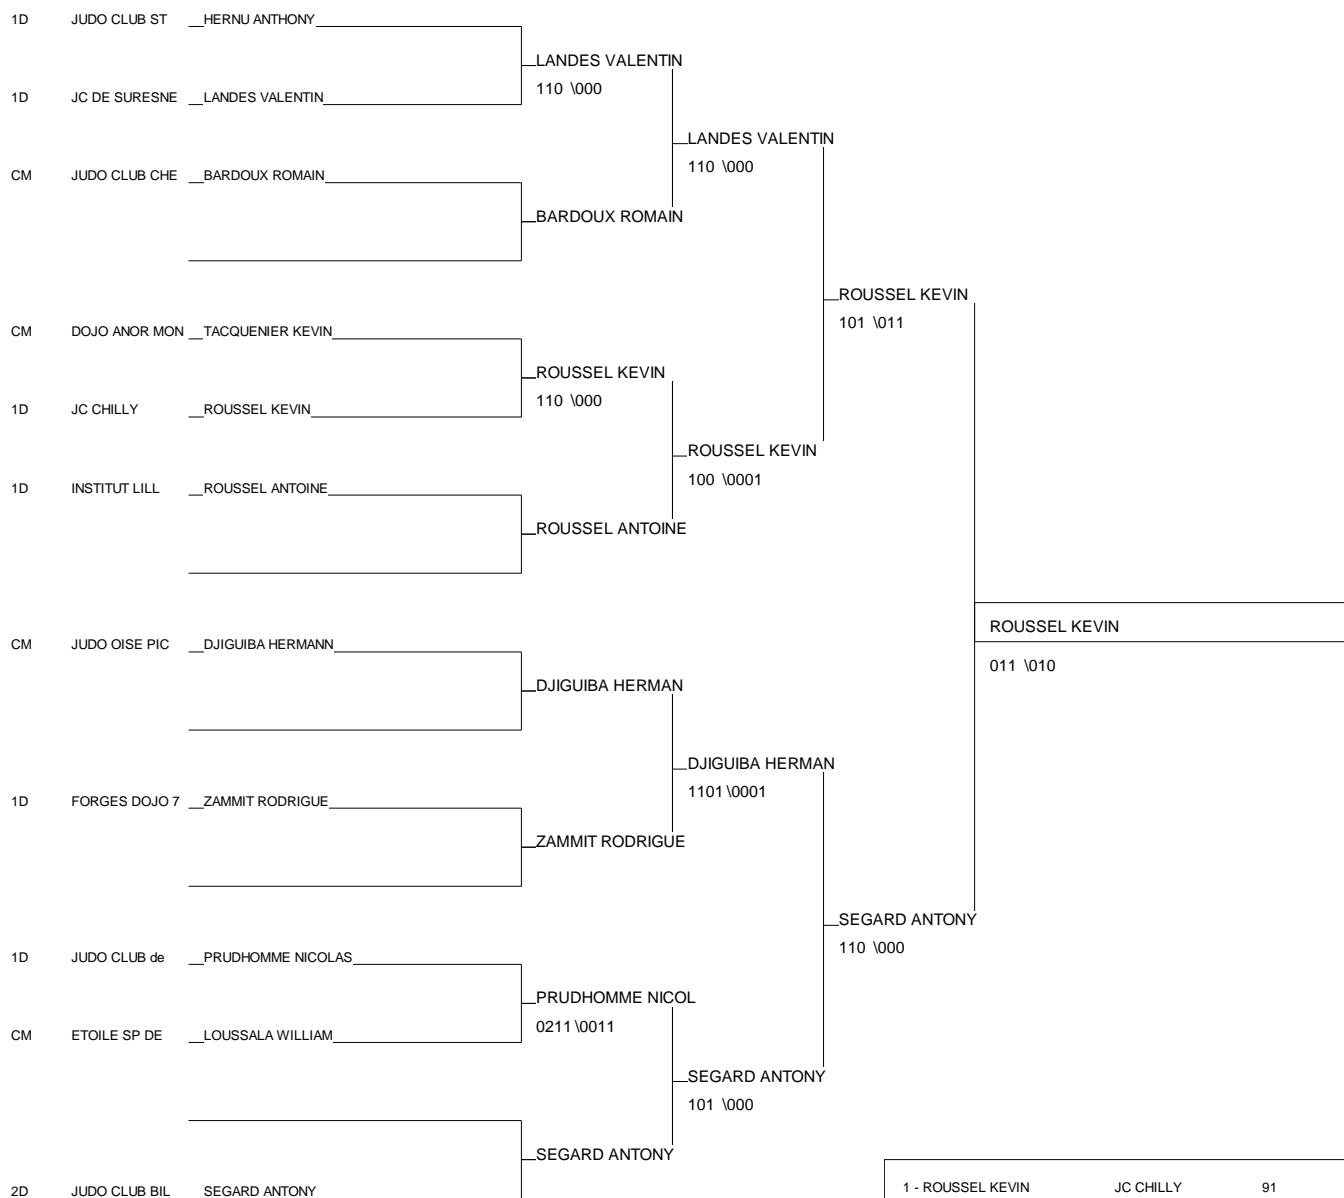 1D JUDO CLUB ST HERNU ANTHONY
LANDES VALENTIN
110 \000
1D JC DE SURESNE LANDES VALENTIN
LANDES VALENTIN
110 \000
CM JUDO CLUB CHE BARDOUX ROMAIN
BARDOUX ROMAIN
ROUSSEL KEVIN
101 \011
CM DOJO ANOR MON TACQUENIER KEVIN
ROUSSEL KEVIN
110 \000
1D JC CHILLY ROUSSEL KEVIN
ROUSSEL KEVIN
100 \0001
1D INSTITUT LILL ROUSSEL ANTOINE
ROUSSEL ANTOINE
ROUSSEL KEVIN
011 \010
CM JUDO OISE PIC DJIGUIBA HERMANN
DJIGUIBA HERMAN
DJIGUIBA HERMAN
1101 \0001
1D FORGES DOJO 7 ZAMMIT RODRIGUE
ZAMMIT RODRIGUE
SEGARD ANTONY
110 \000
1D JUDO CLUB de PRUDHOMME NICOLAS
PRUDHOMME NICOL
0211 \0011
CM ETOILE SP DE LOUSSALA WILLIAM
SEGARD ANTONY
101 \000
SEGARD ANTONY
2D JUDO CLUB BIL SEGARD ANTONY
1 - ROUSSEL KEVIN JC CHILLY 91